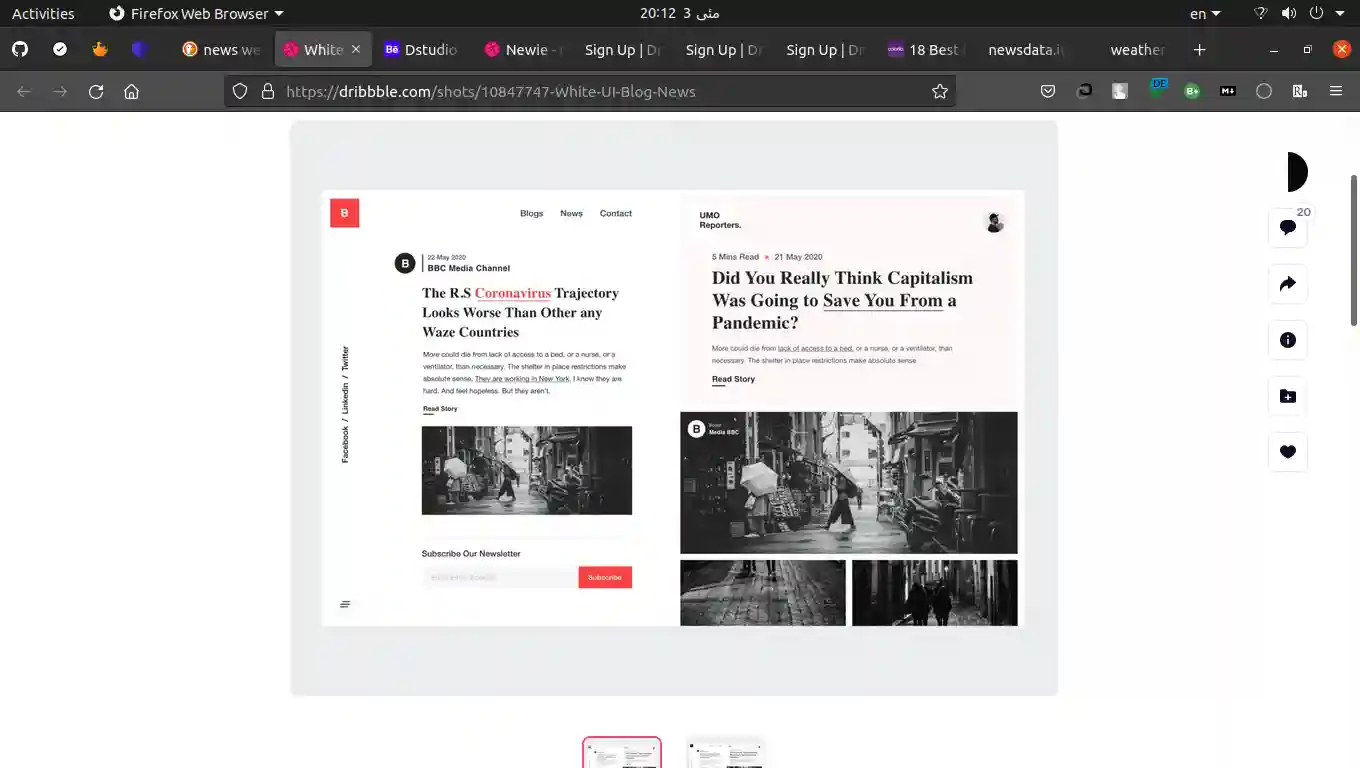 Activities
Firefox Web Browser
20:12 3 مئی
en
news we
White
Dstudio
Newie -
Sign Up | Dr
Sign Up | Dr
Sign Up | Dr
18 Best
newsdata.i
weather
https://dribbble.com/shots/10847747-White-UI-Blog-News
DE
B+
M↓
20
B
Blogs
News
Contact
B
22 May 2020
BBC Media Channel
The R.S Coronavirus Trajectory
Looks Worse Than Other any
Waze Countries
More could die from lack of access to a bed, or a nurse, or a
ventilator, than necessary. The shelter in place restrictions make
absolute sense. They are working in New York. I know they are
hard. And feel hopeless. But they aren't.
Read Story
Facebook / Linkedin / Twitter
Subscribe Our Newsletter
Subscribe
UMO
Reporters.
5 Mins Read
21 May 2020
Did You Really Think Capitalism
Was Going to Save You From a
Pandemic?
More could die from lack of access to a bed, or a nurse, or a ventilator, than
necessary. The shelter in place restrictions make absolute sense
Read Story
B
Media BBC